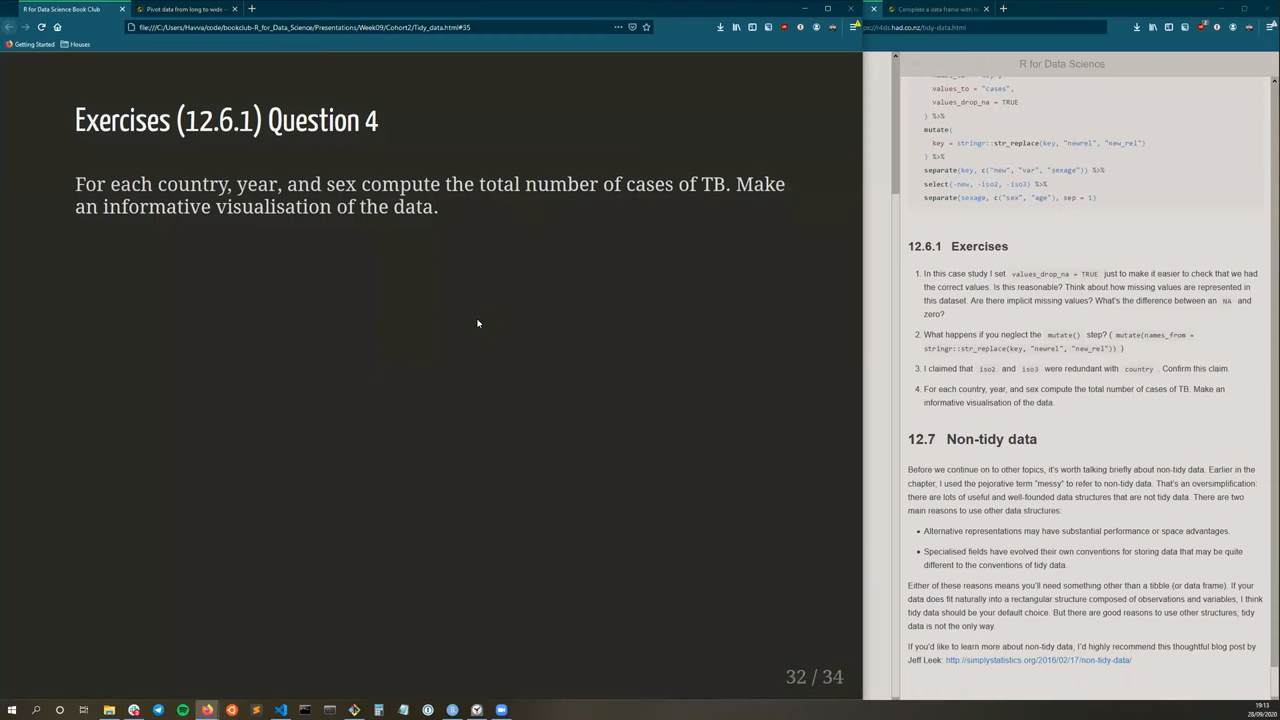 R for Data Science Book Club
Pivot data from long to wide
Complete a data frame with
file:///C:/Users/Havva/code/bookclub-R_for_Data_Science/Presentations/Week09/Cohort2/Tidy_data.html#35
ps://r4ds.had.co.nz/tidy-data.html
Getting Started
Houses
Exercises (12.6.1) Question 4
For each country, year, and sex compute the total number of cases of TB. Make
an informative visualisation of the data.
32 / 34
R for Data Science
values_to = "cases",
values_drop_na = TRUE
) %>%
mutate(
key = stringr::str_replace(key, "newrel", "new_rel")
) %>%
separate(key, c("new", "var", "sexage")) %>%
select(-new, -iso2, -iso3) %>%
separate(sexage, c("sex", "age"), sep = 1)
12.6.1 Exercises
1. In this case study I set values_drop_na = TRUE just to make it easier to check that we had
the correct values. Is this reasonable? Think about how missing values are represented in
this dataset. Are there implicit missing values? What's the difference between an NA and
zero?
2. What happens if you neglect the mutate() step? ( mutate(names_from =
stringr::str_replace(key, "newrel", "new_rel")) )
3. I claimed that iso2 and iso3 were redundant with country . Confirm this claim.
4. For each country, year, and sex compute the total number of cases of TB. Make an
informative visualisation of the data.
12.7 Non-tidy data
Before we continue on to other topics, it's worth talking briefly about non-tidy data. Earlier in the
chapter, I used the pejorative term "messy" to refer to non-tidy data. That's an oversimplification:
there are lots of useful and well-founded data structures that are not tidy data. There are two
main reasons to use other data structures:
• Alternative representations may have substantial performance or space advantages.
• Specialised fields have evolved their own conventions for storing data that may be quite
different to the conventions of tidy data.
Either of these reasons means you'll need something other than a tibble (or data frame). If your
data does fit naturally into a rectangular structure composed of observations and variables, I think
tidy data should be your default choice. But there are good reasons to use other structures; tidy
data is not the only way.
If you'd like to learn more about non-tidy data, I'd highly recommend this thoughtful blog post by
Jeff Leek: http://simplystatistics.org/2016/02/17/non-tidy-data/
19:13
28/09/2020